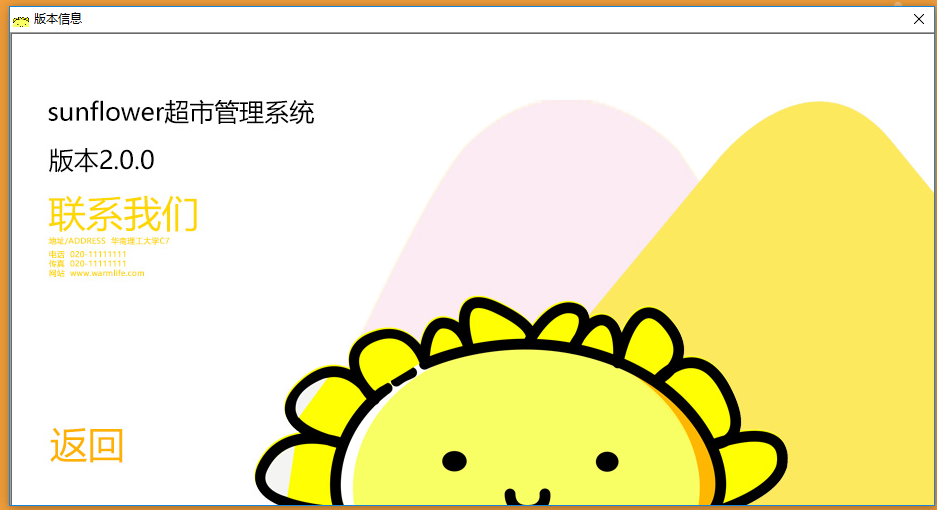 版本信息
sunflower超市管理系统
版本2.0.0
联系我们
地址/ADDRESS 华南理工大学C7
电话 020-11111111
传真 020-11111111
网站 www.warmlife.com
返回